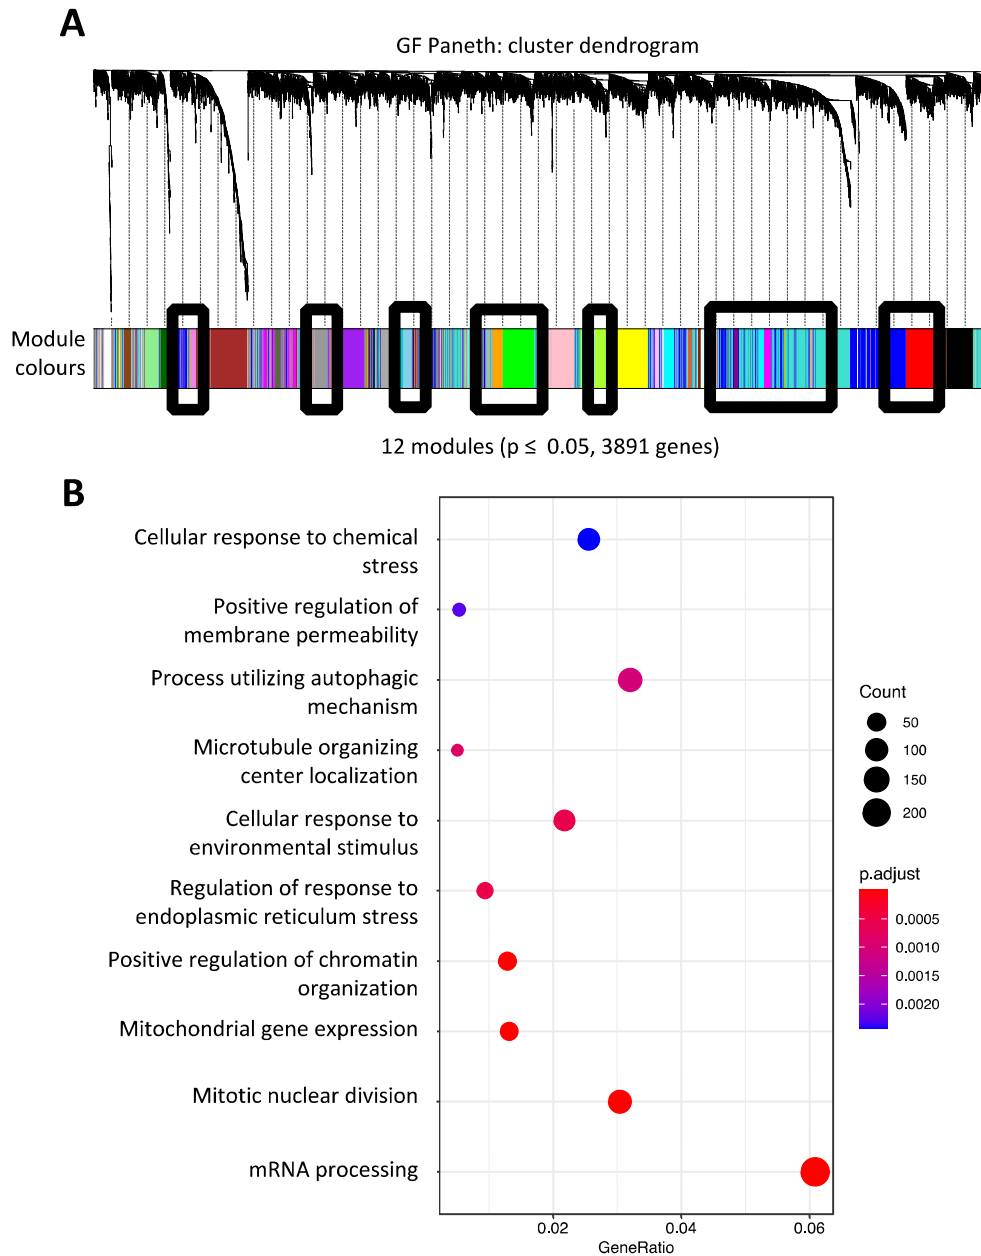 A
GF Paneth: cluster dendrogram
Module
colours
12 modules (p ≤ 0.05, 3891 genes)
B
Cellular response to chemical
stress
Positive regulation of
membrane permeability
Process utilizing autophagic
mechanism
Microtubule organizing
center localization
Cellular response to
environmental stimulus
Regulation of response to
endoplasmic reticulum stress
Positive regulation of chromatin
organization
Mitochondrial gene expression
Mitotic nuclear division
mRNA processing
0.02 0.04 0.06
GeneRatio
Count
50
100
150
200
p.adjust
0.0005
0.0010
0.0015
0.0020